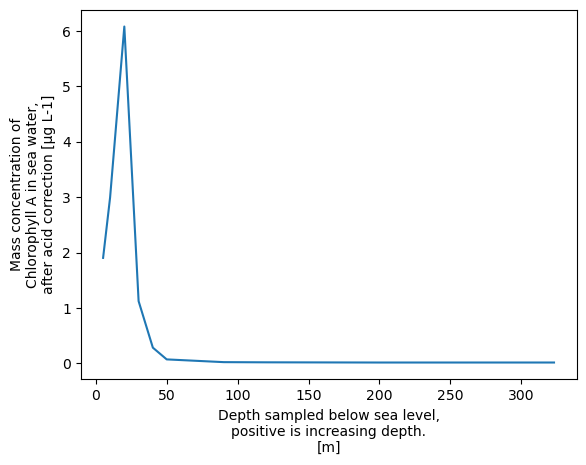 6
5
4
3
2
1
0
Mass concentration of
Chlorophyll A in sea water,
after acid correction [μg L-1]
0
50
100
150
200
250
300
Depth sampled below sea level,
positive is increasing depth.
[m]